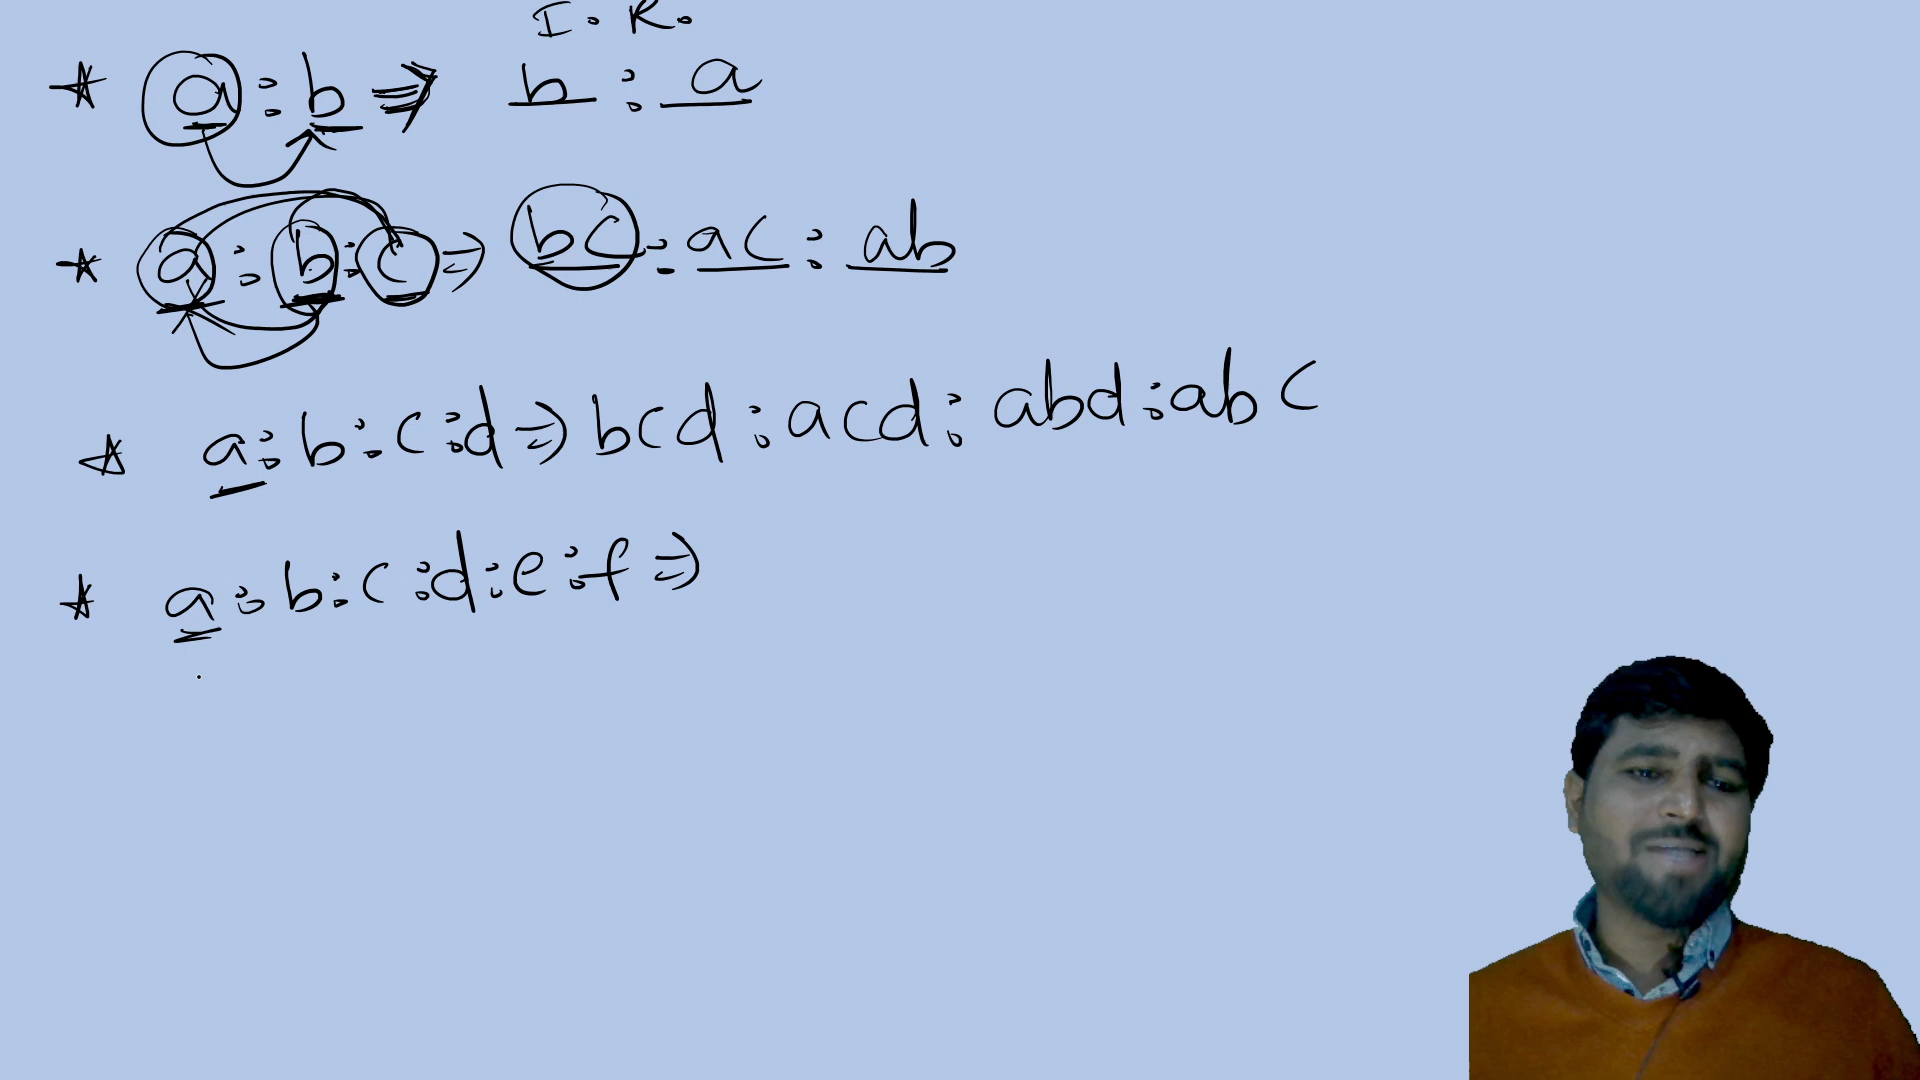 I. R.
a : b ⇒ b : a
a : b : c ⇒ bc : ac : ab
a : b : c : d ⇒ bcd : acd : abd : abc
a : b : c : d : e : f ⇒